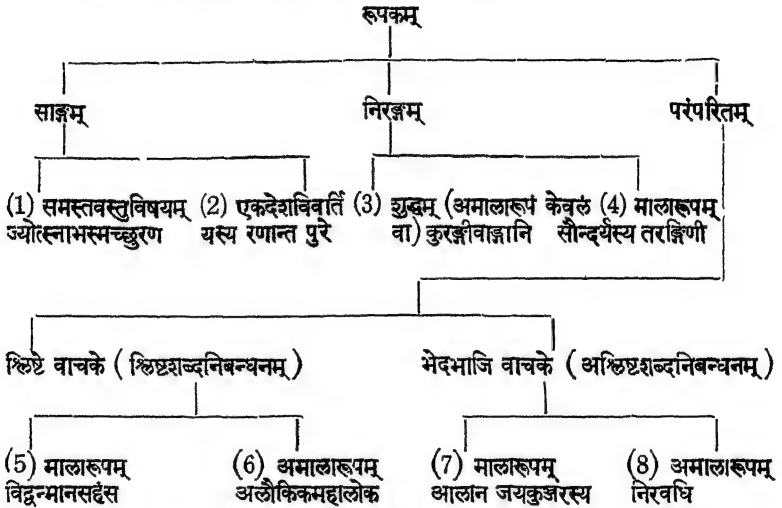 रूपकम्
साङ्गम् निरङ्गम् परंपरितम्
(1) समस्तवस्तुविषयम् (2) एकदेशविवर्ति (3) शुद्धम् (अमालारूपं केवलं (4) मालारूपम्
ज्योत्स्नाभस्मच्छुरण यस्य रणान्त पुरे वा) कुरङ्गीवाङ्गानि सौन्दर्यस्य तरङ्गिणी
श्लिष्टे वाचके (श्लिष्टशब्दनिबन्धनम्) भेदभाजि वाचके (अश्लिष्टशब्दनिबन्धनम्)
(5) मालारूपम् (6) अमालारूपम् (7) मालारूपम् (8) अमालारूपम्
विद्वन्मानसहंस अलौकिकमहालोक आलान जयकुञ्जरस्य निरवधि